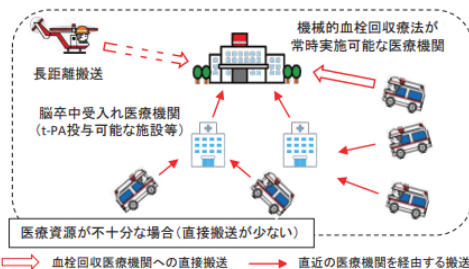 機械的血栓回収療法が
常時実施可能な医療機関
長距離搬送
脳卒中受入れ医療機関
(t-PA投与可能な施設等)
医療資源が不十分な場合(直接搬送が少ない)
血栓回収医療機関への直接搬送
直近の医療機関を経由する搬送